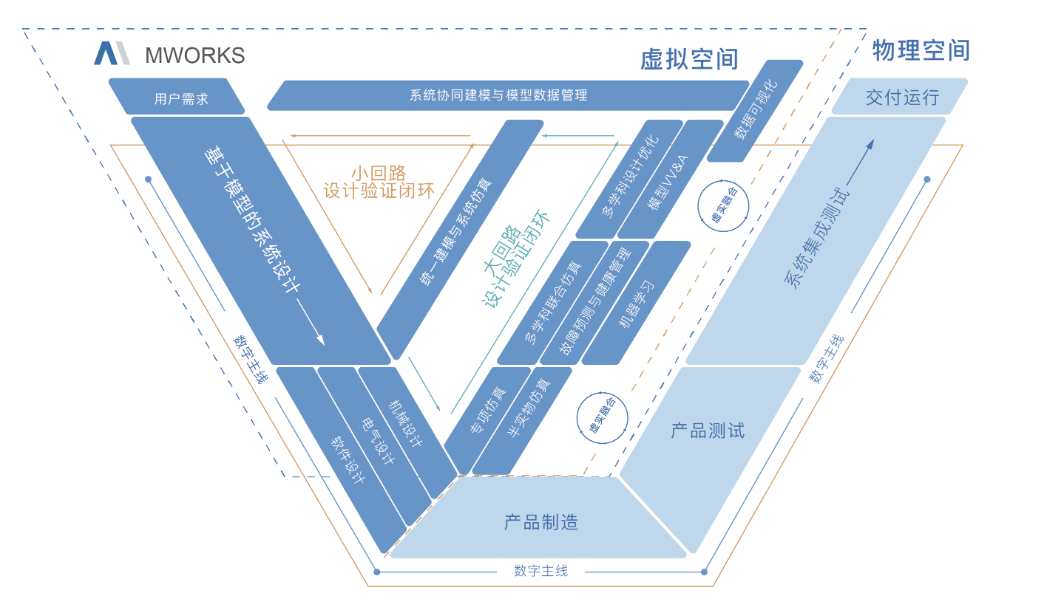 MWORKS
虚拟空间
物理空间
用户需求
系统协同建模与模型数据管理
数据可视化
交付运行
基于模型的系统设计
小回路
设计验证闭环
统一建模与系统仿真
大回路
设计验证闭环
多学科设计优化
模型VV&A
虚实融合
系统集成测试
多学科联合仿真
故障预测与健康管理
机器学习
数字主线
数字主线
机械设计
电气设计
软件设计
专项仿真
半实物仿真
虚实融合
产品测试
产品制造
数字主线